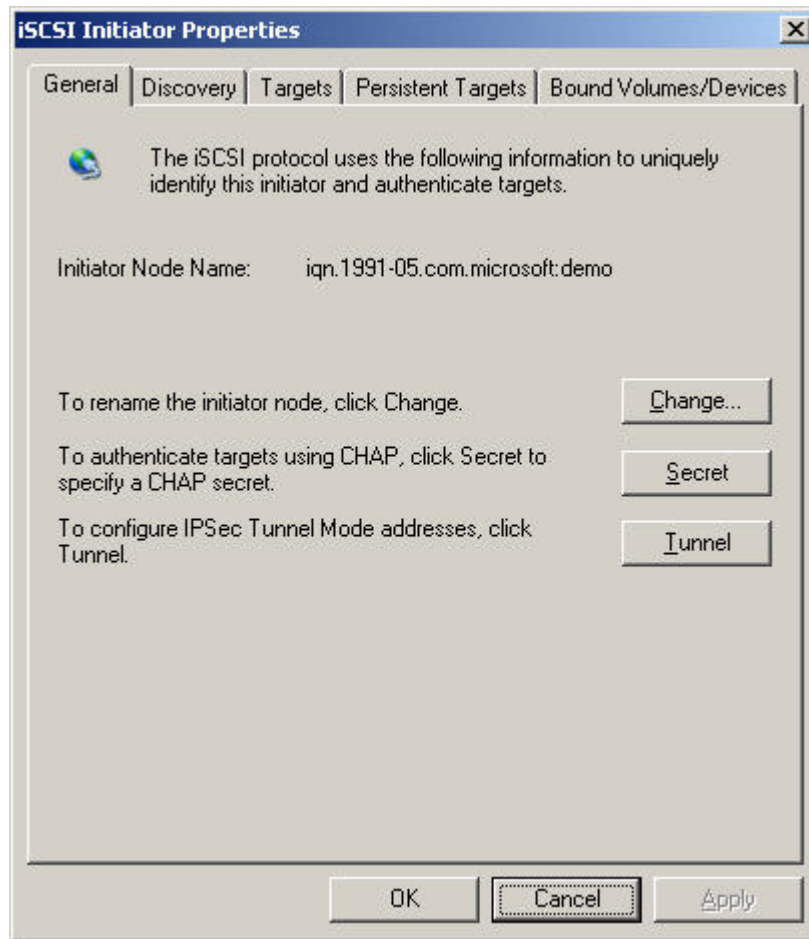 iSCSI Initiator Properties
General Discovery Targets Persistent Targets Bound Volumes/Devices
The iSCSI protocol uses the following information to uniquely
identify this initiator and authenticate targets.
Initiator Node Name: iqn.1991-05.com.microsoft:demo
To rename the initiator node, click Change.
Change...
To authenticate targets using CHAP, click Secret to
specify a CHAP secret.
Secret
To configure IPSec Tunnel Mode addresses, click
Tunnel.
Tunnel
OK Cancel Apply